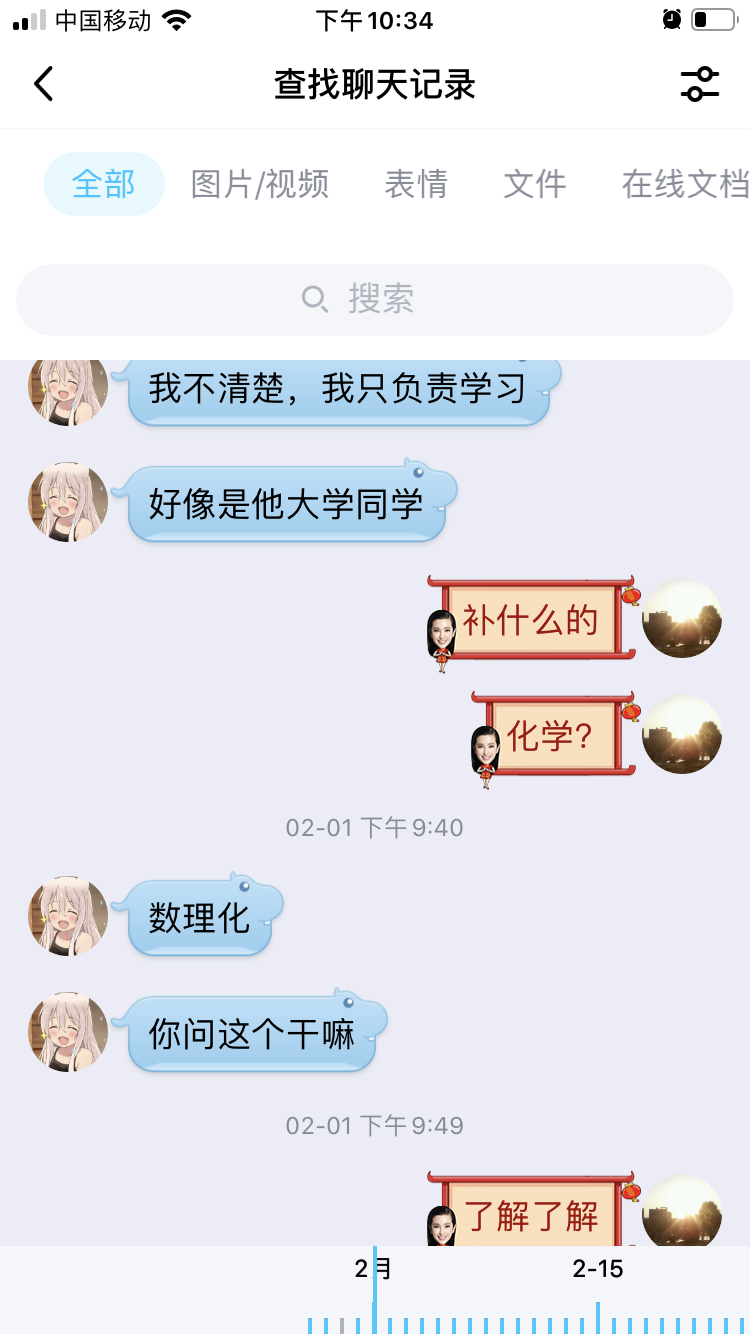 中国移动
下午10:34
查找聊天记录
全部
图片/视频
表情
文件
在线文档
搜索
我不清楚，我只负责学习
好像是他大学同学
补什么的
化学?
02-01 下午9:40
数理化
你问这个干嘛
02-01 下午9:49
了解了解
2月
2-15